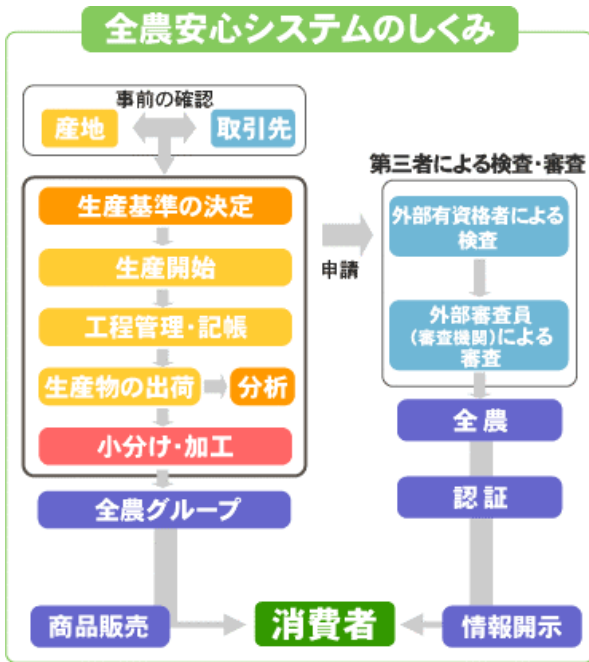 全農安心システムのしくみ
事前の確認
産地
取引先
生産基準の決定
生産開始
工程管理・記帳
生産物の出荷
分析
小分け・加工
全農グループ
商品販売
申請
第三者による検査・審査
外部有資格者による
検査
外部審査員
(審査機関)による
審査
全農
認証
情報開示
消費者